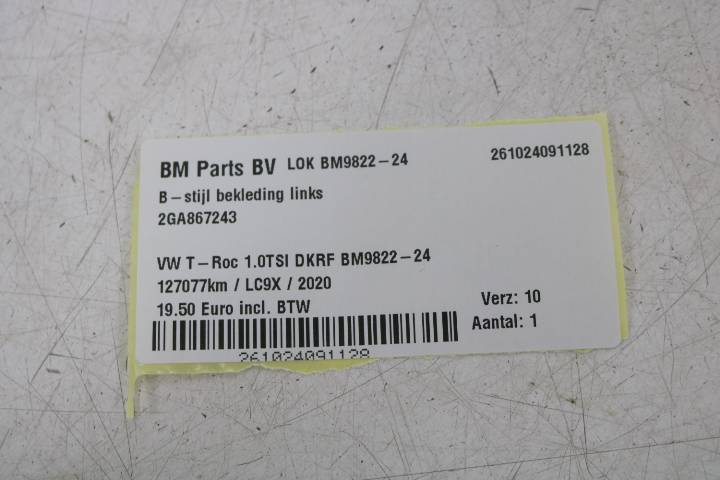 BM Parts BV LOK BM9822-24 261024091128
B-stijl bekleding links
2GA867243
VW T-Roc 1.0TSI DKRF BM9822-24
127077km / LC9X / 2020
19.50 Euro incl. BTW
Verz: 10
Aantal: 1
261024091128